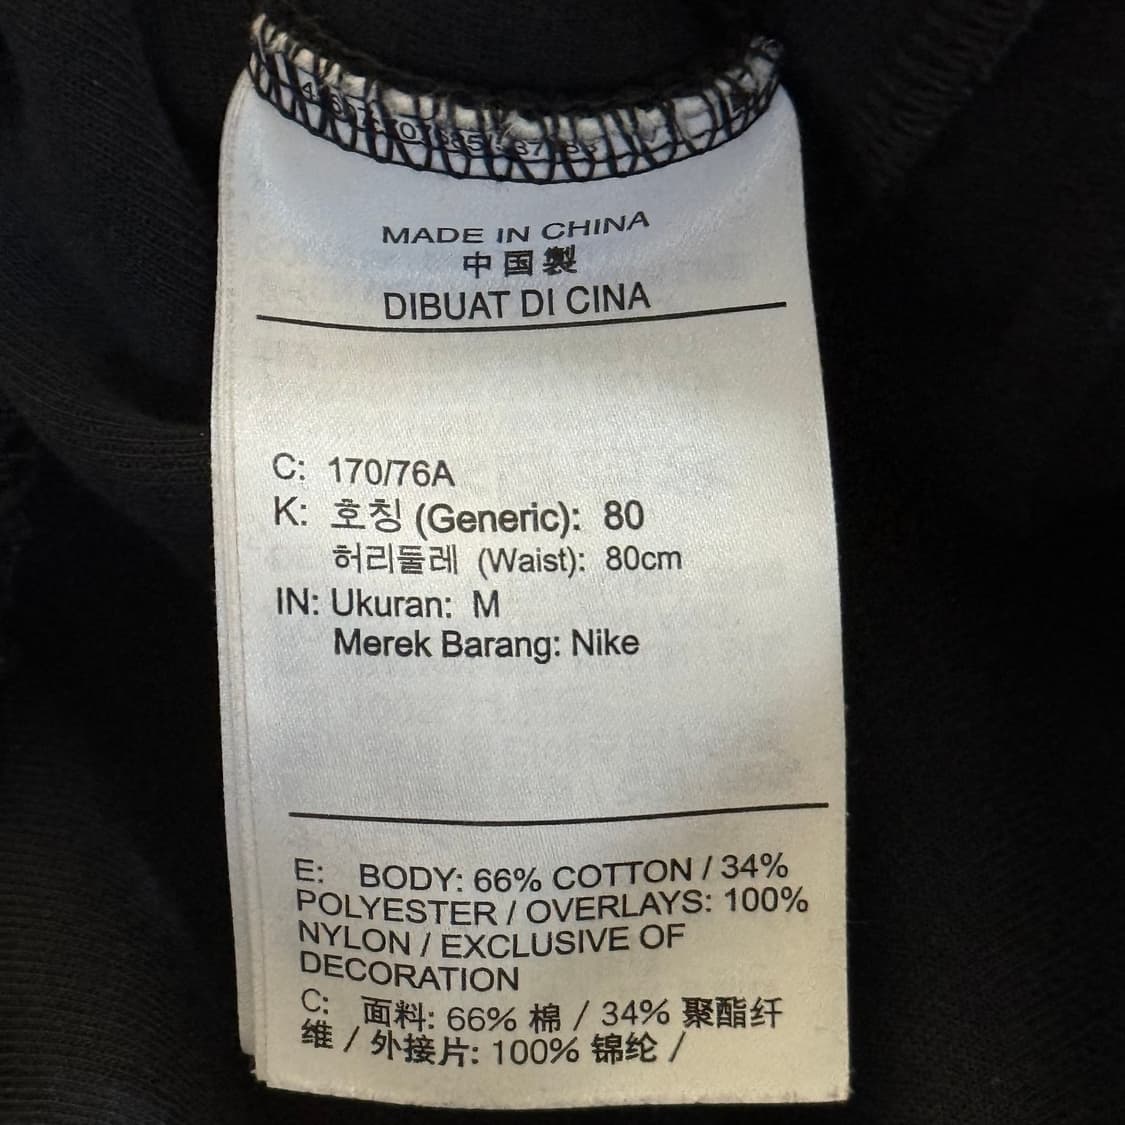 MADE IN CHINA
中国製
DIBUAT DI CINA
C: 170/76A
K: 호칭 (Generic): 80
허리둘레 (Waist): 80cm
IN: Ukuran: M
Merek Barang: Nike
E: BODY: 66% COTTON / 34%
POLYESTER / OVERLAYS: 100%
NYLON / EXCLUSIVE OF
DECORATION
C: 面料: 66% 棉 / 34% 聚酯纤
维 / 外接片: 100% 锦纶 /